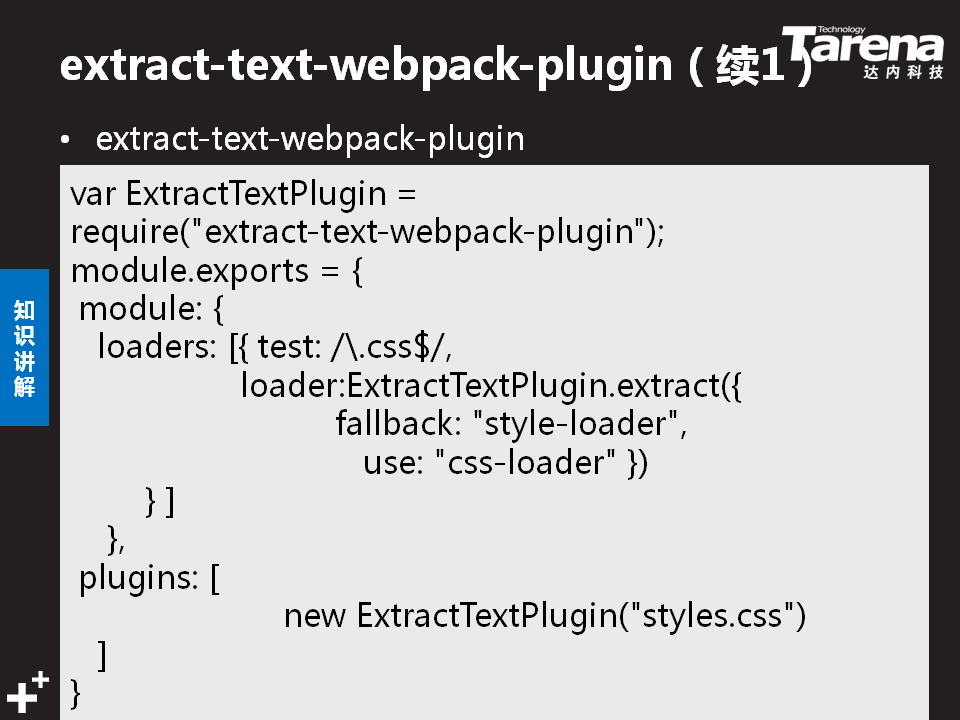 extract-text-webpack-plugin（续1）
Technology
Tarena
达内科技
• extract-text-webpack-plugin
var ExtractTextPlugin =
require("extract-text-webpack-plugin");
module.exports = {
module: {
loaders: [{ test: /\.css$/,
loader:ExtractTextPlugin.extract({
fallback: "style-loader",
use: "css-loader" })
} ]
},
plugins: [
new ExtractTextPlugin("styles.css")
]
}
知识讲解